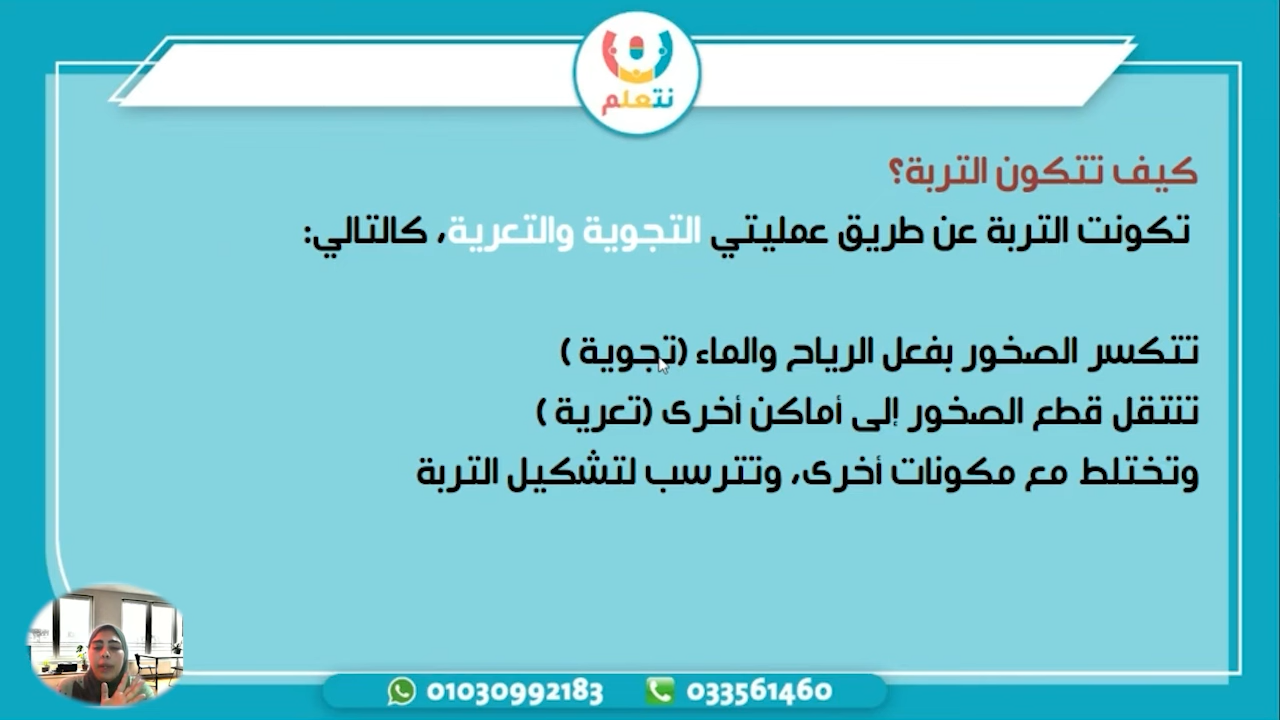 نتعلم
كيف تتكون التربة؟
تكونت التربة عن طريق عمليتي التجوية والتعرية، كالتالي:
تتكسر الصخور بفعل الرياح والماء (تجوية )
تنتقل قطع الصخور إلى أماكن أخرى (تعرية )
وتختلط مع مكونات أخرى، وتترسب لتشكيل التربة
01030992183 033561460